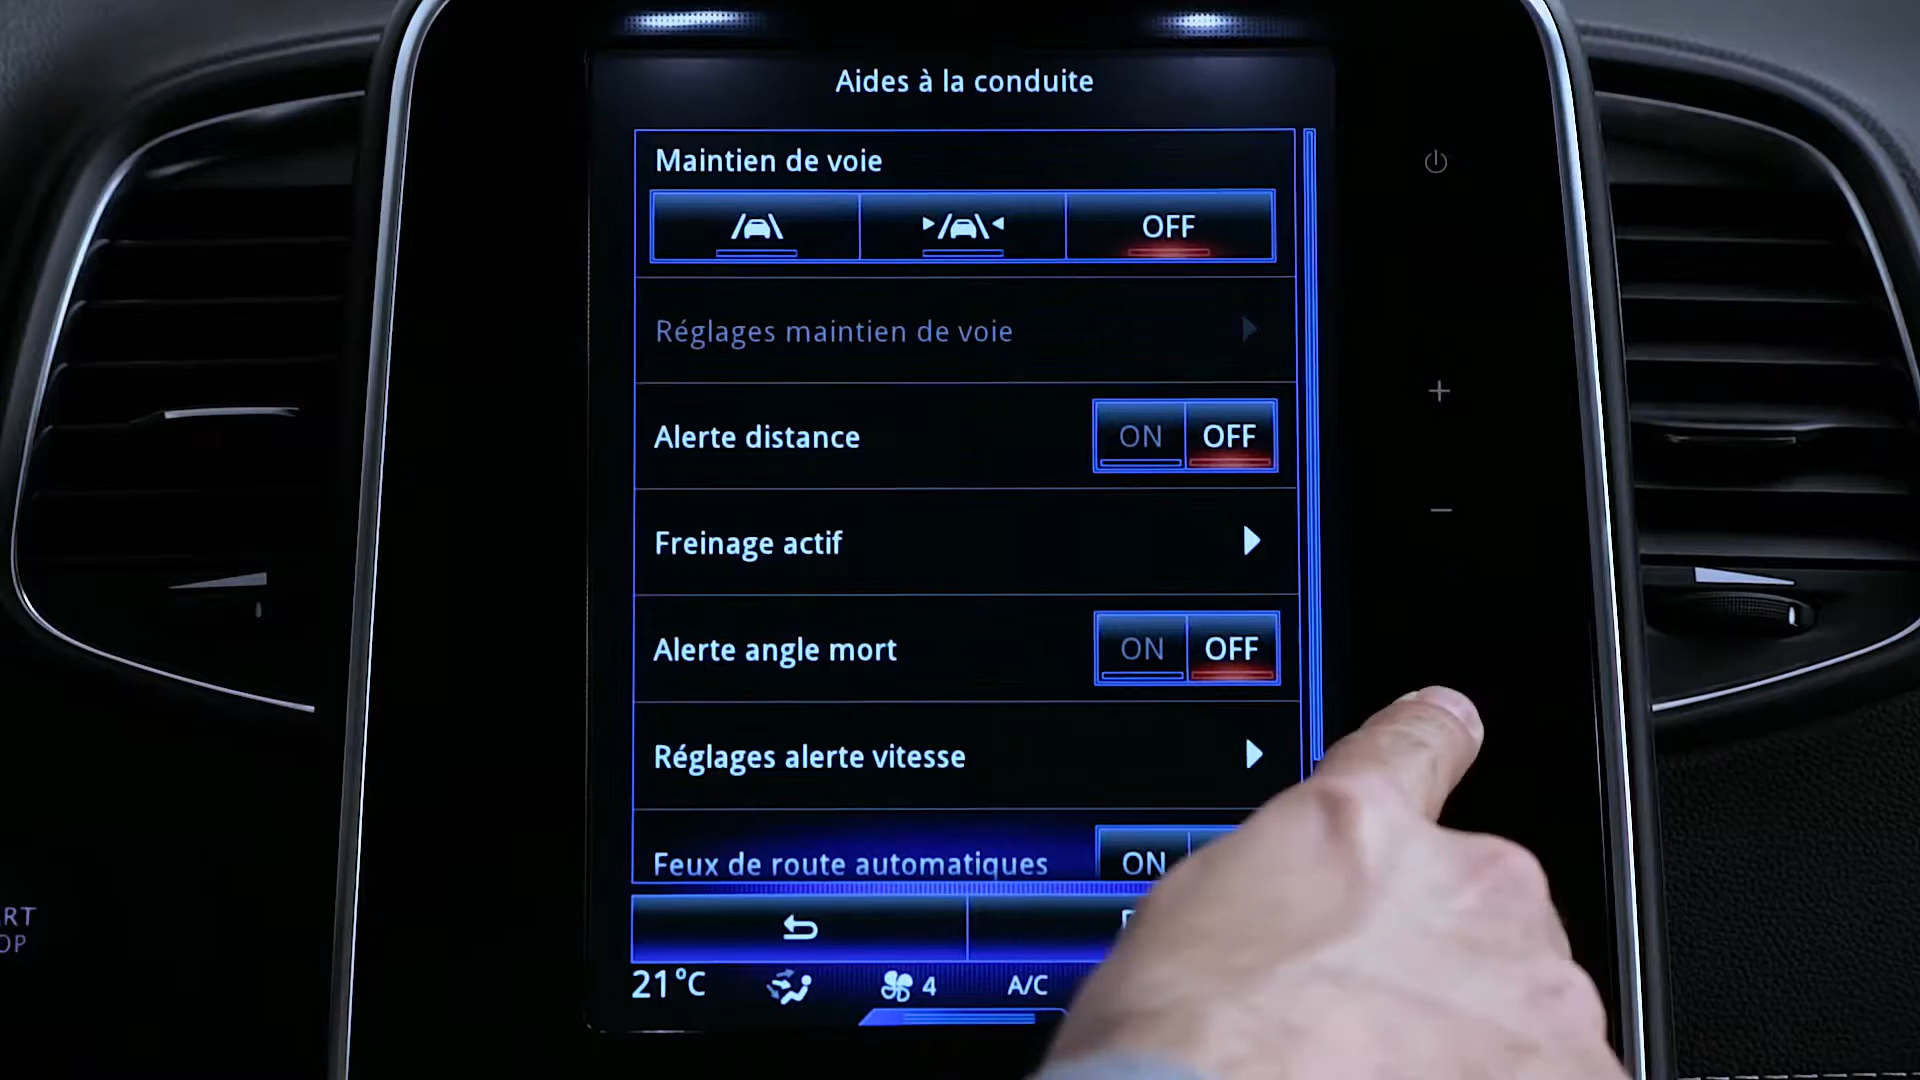 Aides à la conduite
Maintien de voie
OFF
Réglages maintien de voie
Alerte distance ON OFF
Freinage actif
Alerte angle mort ON OFF
Réglages alerte vitesse
Feux de route automatiques ON
21°C 4 A/C